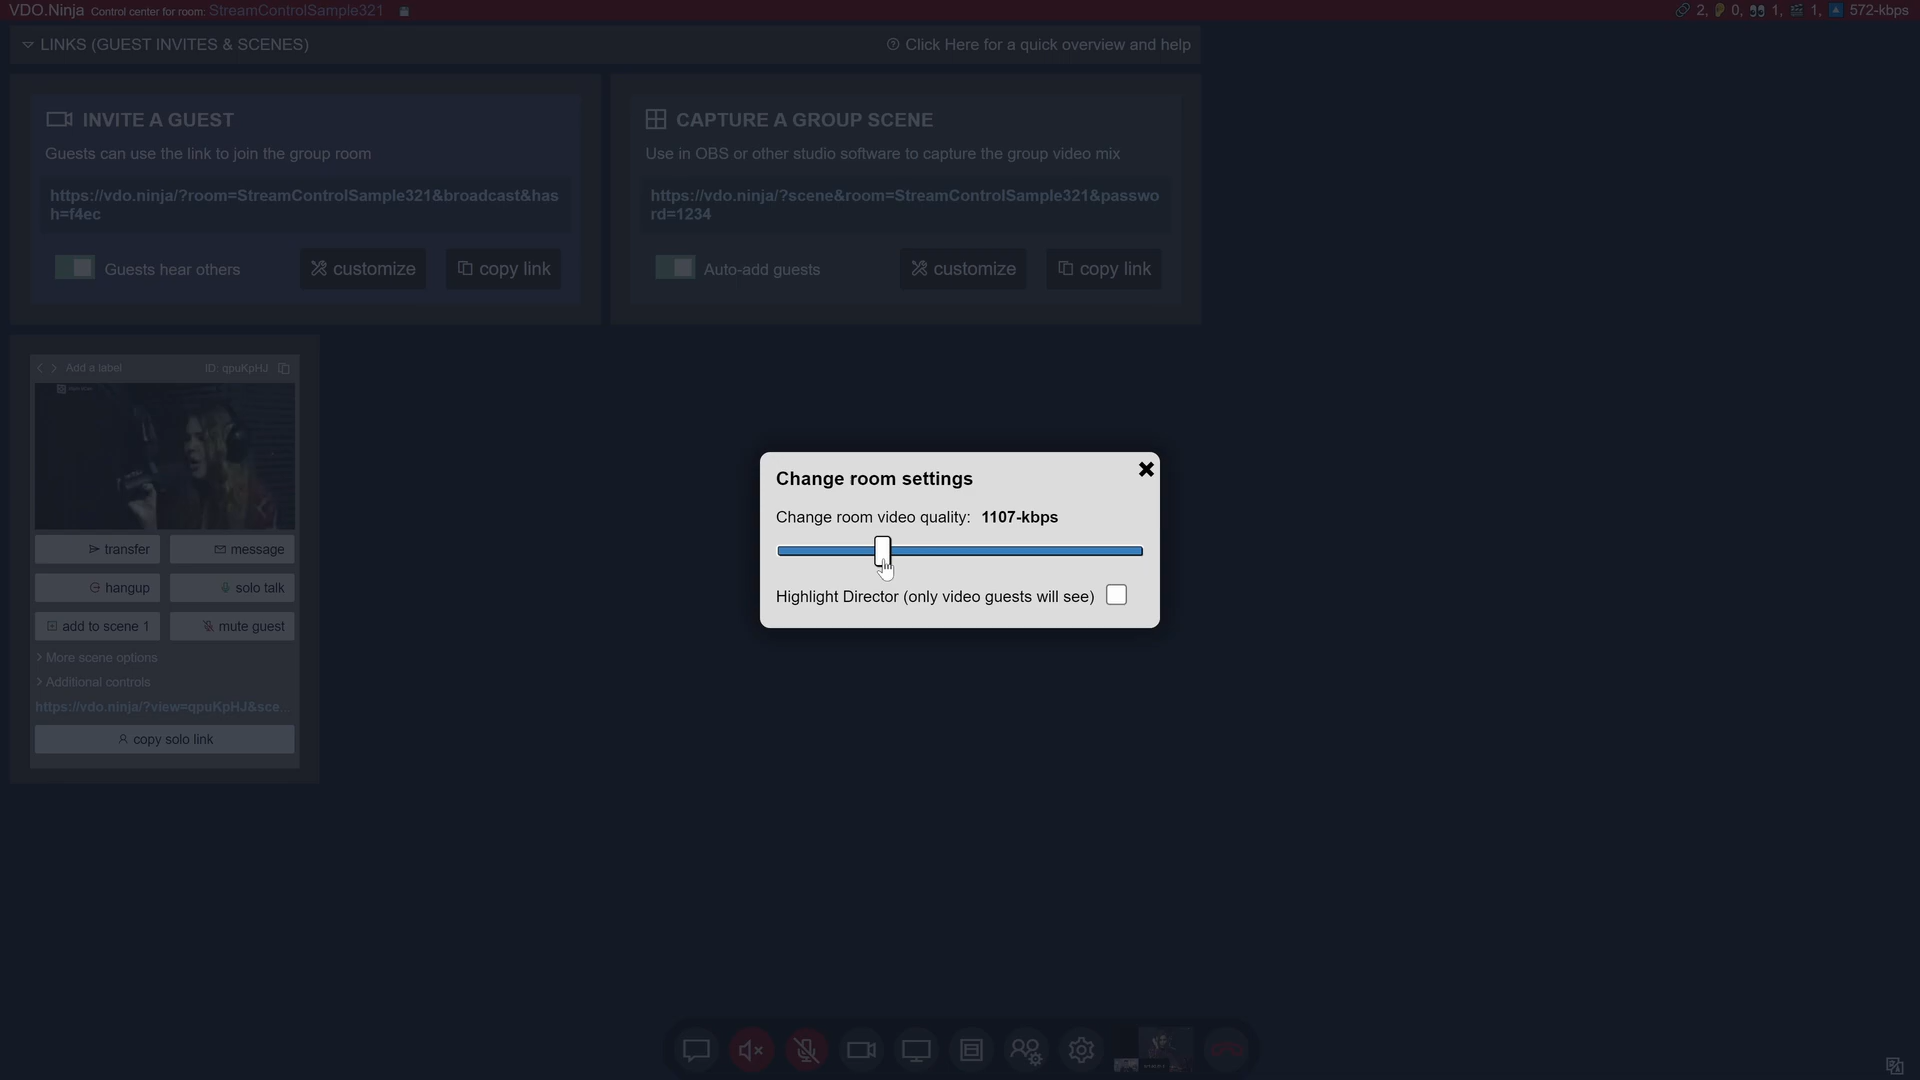 VDO.Ninja Control center for room: StreamControlSample321
2, 0, 1, 1, 572-kbps
LINKS (GUEST INVITES & SCENES)
Click Here for a quick overview and help
INVITE A GUEST
Guests can use the link to join the group room
https://vdo.ninja/?room=StreamControlSample321&broadcast&has
h=f4ec
Guests hear others
customize
copy link
CAPTURE A GROUP SCENE
Use in OBS or other studio software to capture the group video mix
https://vdo.ninja/?scene&room=StreamControlSample321&passwo
rd=1234
Auto-add guests
customize
copy link
Add a label
ID: qpuKpHJ
transfer
message
hangup
solo talk
add to scene 1
mute guest
More scene options
Additional controls
https://vdo.ninja/?view=qpuKpHJ&sce...
copy solo link
Change room settings
Change room video quality: 1107-kbps
Highlight Director (only video guests will see)